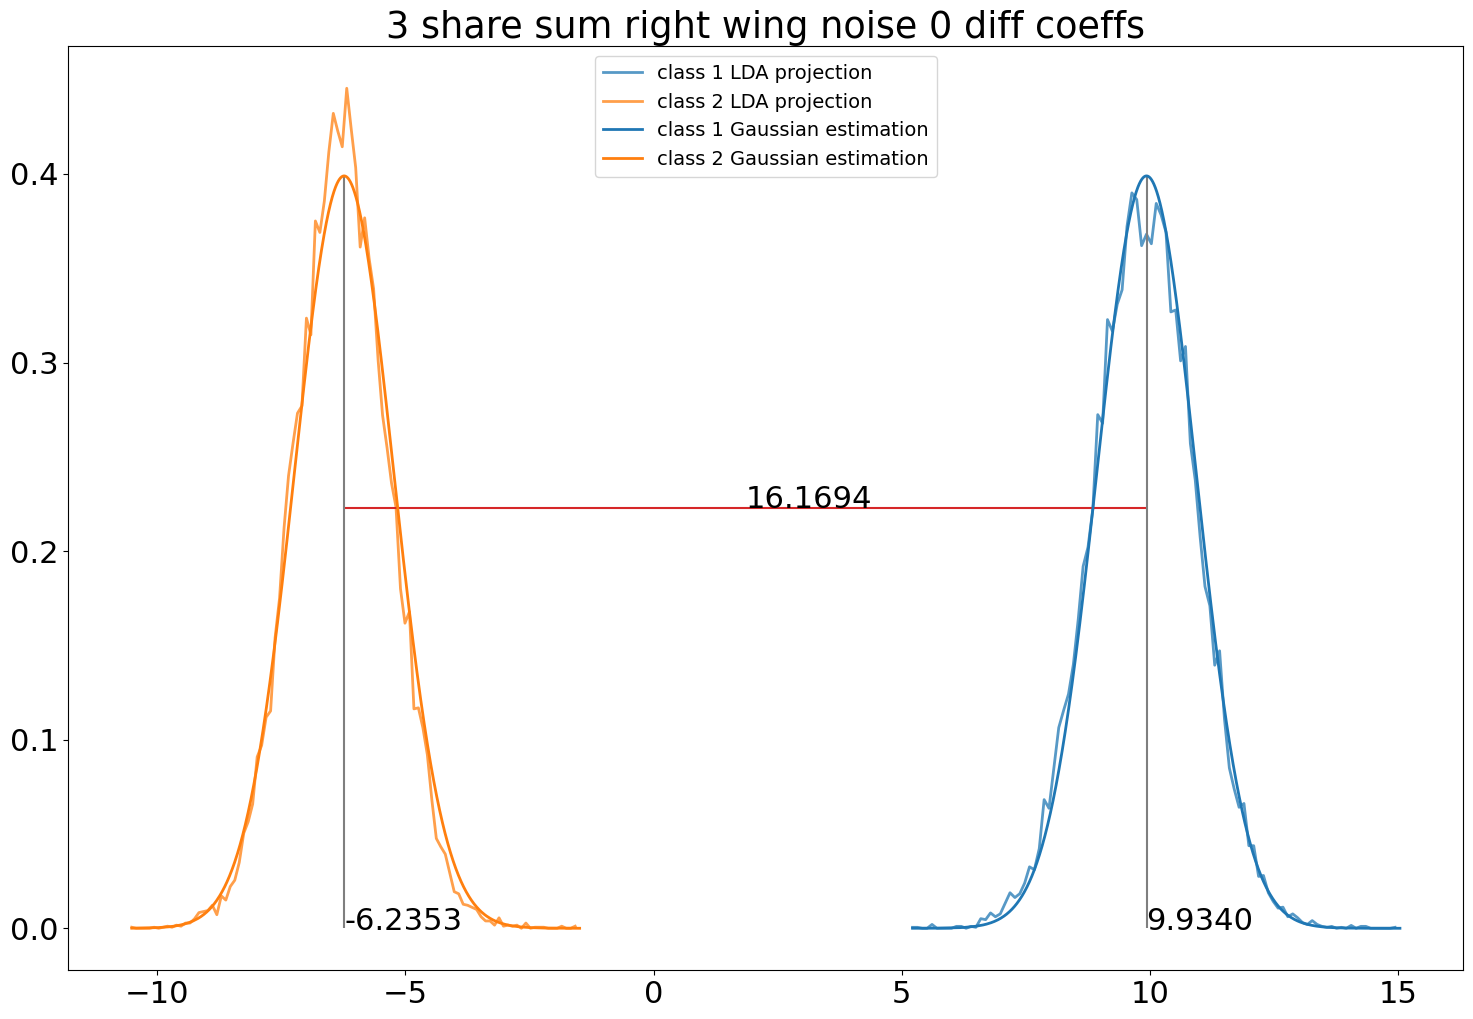 3 share sum right wing noise 0 diff coeffs
class 1 LDA projection
class 2 LDA projection
class 1 Gaussian estimation
class 2 Gaussian estimation
0.4
0.3
0.2
0.1
0.0
16.1694
-6.2353
9.9340
−10
−5
0
5
10
15